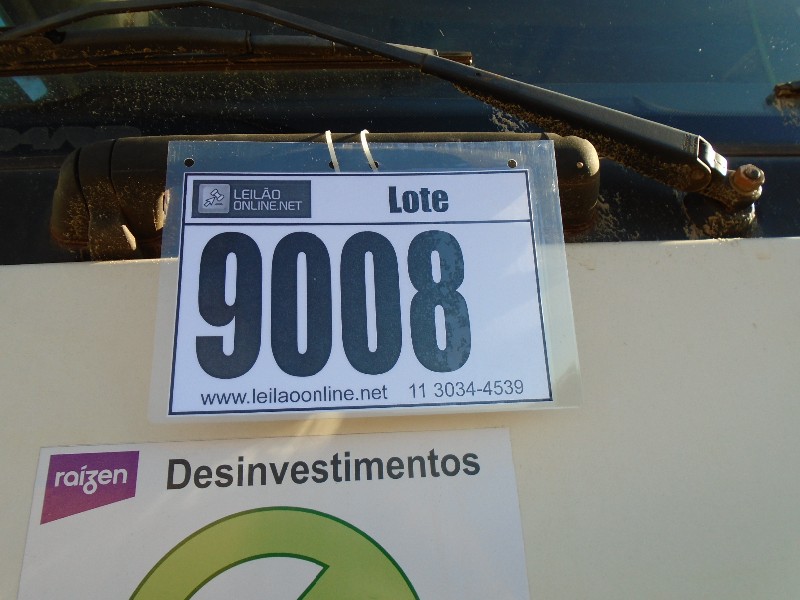 LEILÃO
ONLINE.NET
Lote
9008
www.leilaoonline.net 11 3034-4539
raízen
Desinvestimentos